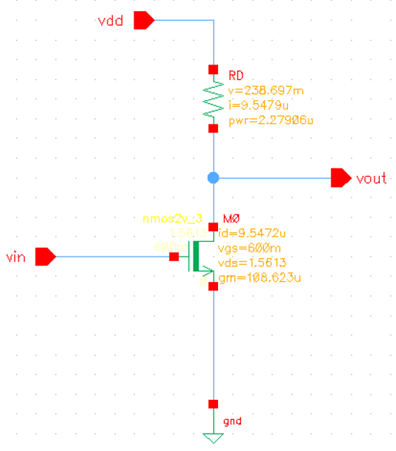 vdd
RD
v=238.697m
i=9.5479u
pwr=2.27906u
vout
nmos2v_3 M0
id=9.5472u
vin
vgs=600m
vds=1.5613
gm=108.623u
gnd